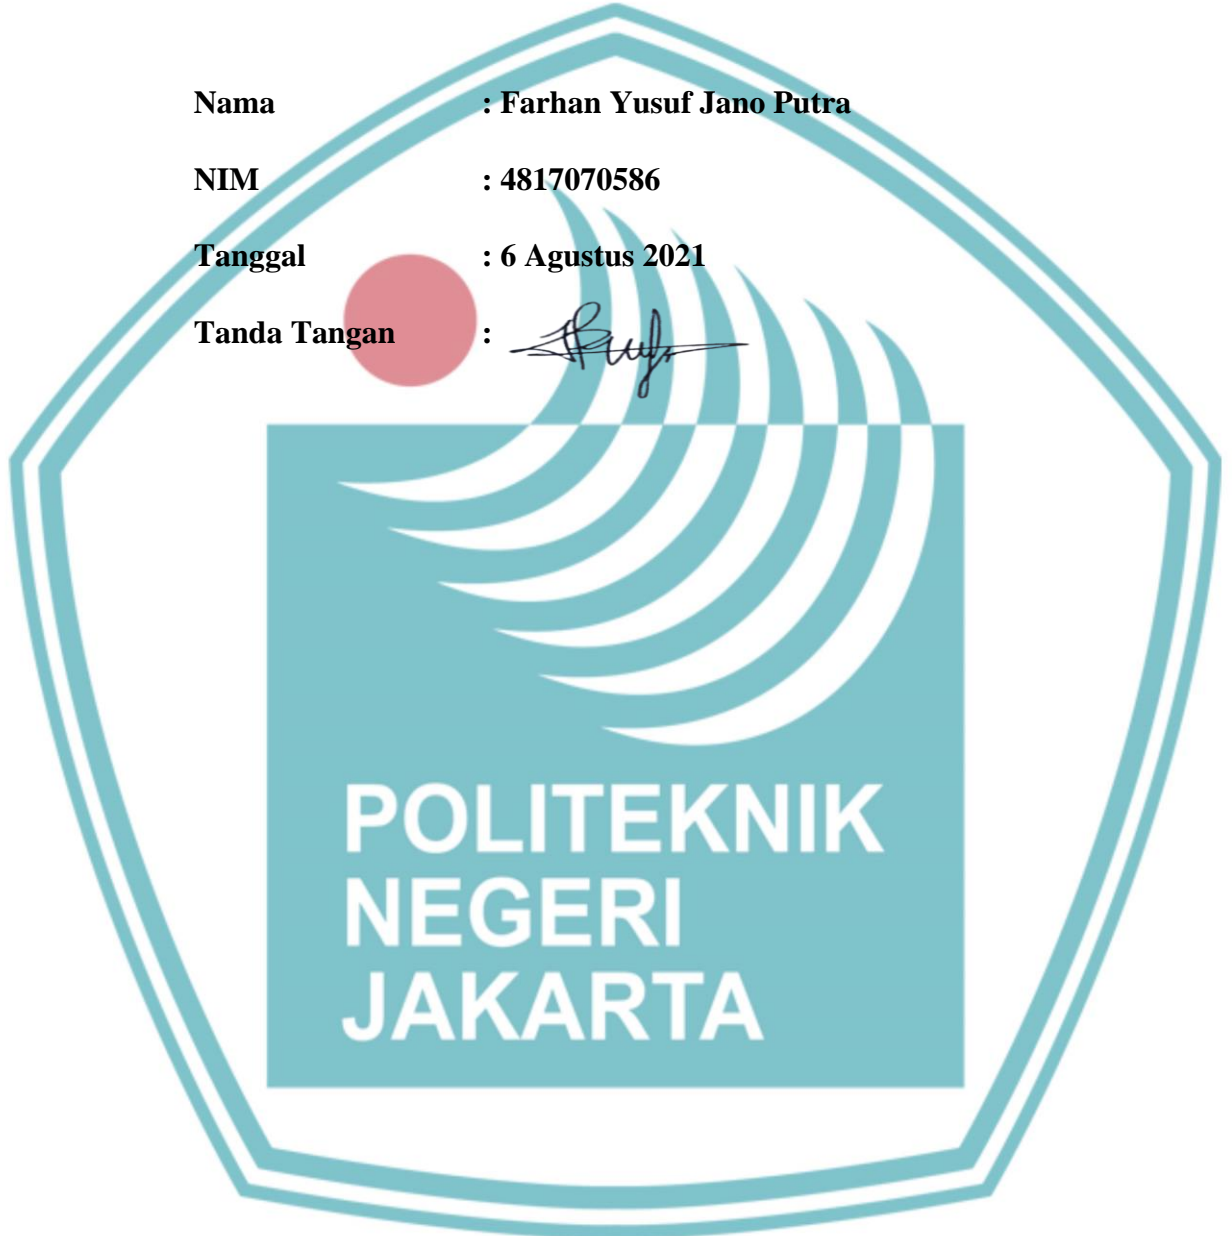 Nama : Farhan Yusuf Jano Putra
NIM : 4817070586
Tanggal : 6 Agustus 2021
Tanda Tangan :
POLITEKNIK
NEGERI
JAKARTA